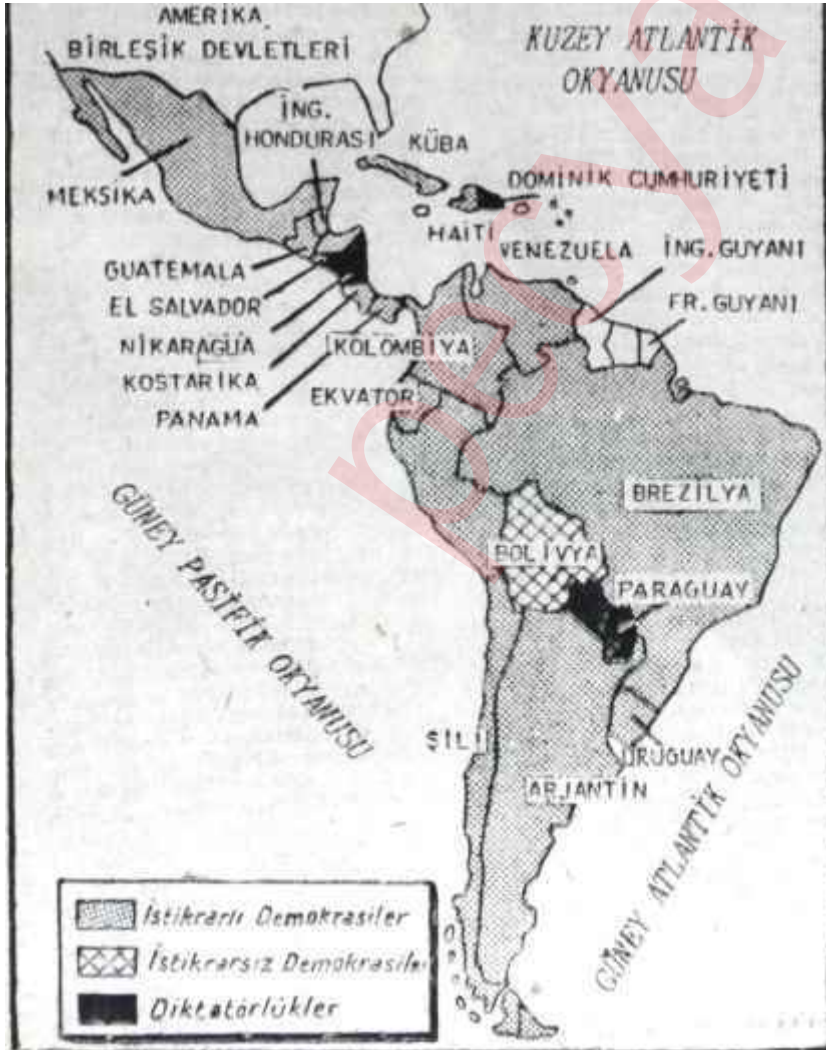 AMERİKA
BİRLEŞİK DEVLETLERİ
KUZEY ATLANTİK
OKYANUSU
İNG.
HONDURASI
KÜBA
MEKSİKA
DOMİNİK CUMHURİYETİ
HAİTİ
VENEZUELA
İNG.GUYANI
GUATEMALA
FR. GUYANI
EL SALVADOR
NİKARAGUA
KOLOMBİYA
KOSTARİKA
EKVATOR
PANAMA
BREZİLYA
GÜNEY PASİFİK OKYANUSU
BOLİVYA
PARAGUAY
ŞİLİ
URUGUAY
ARJANTİN
GÜNEY ATLANTİK OKYANUSU
İstikrarlı Demokrasiler
İstikrarsız Demokrasile
Diktatörlükler
pecya